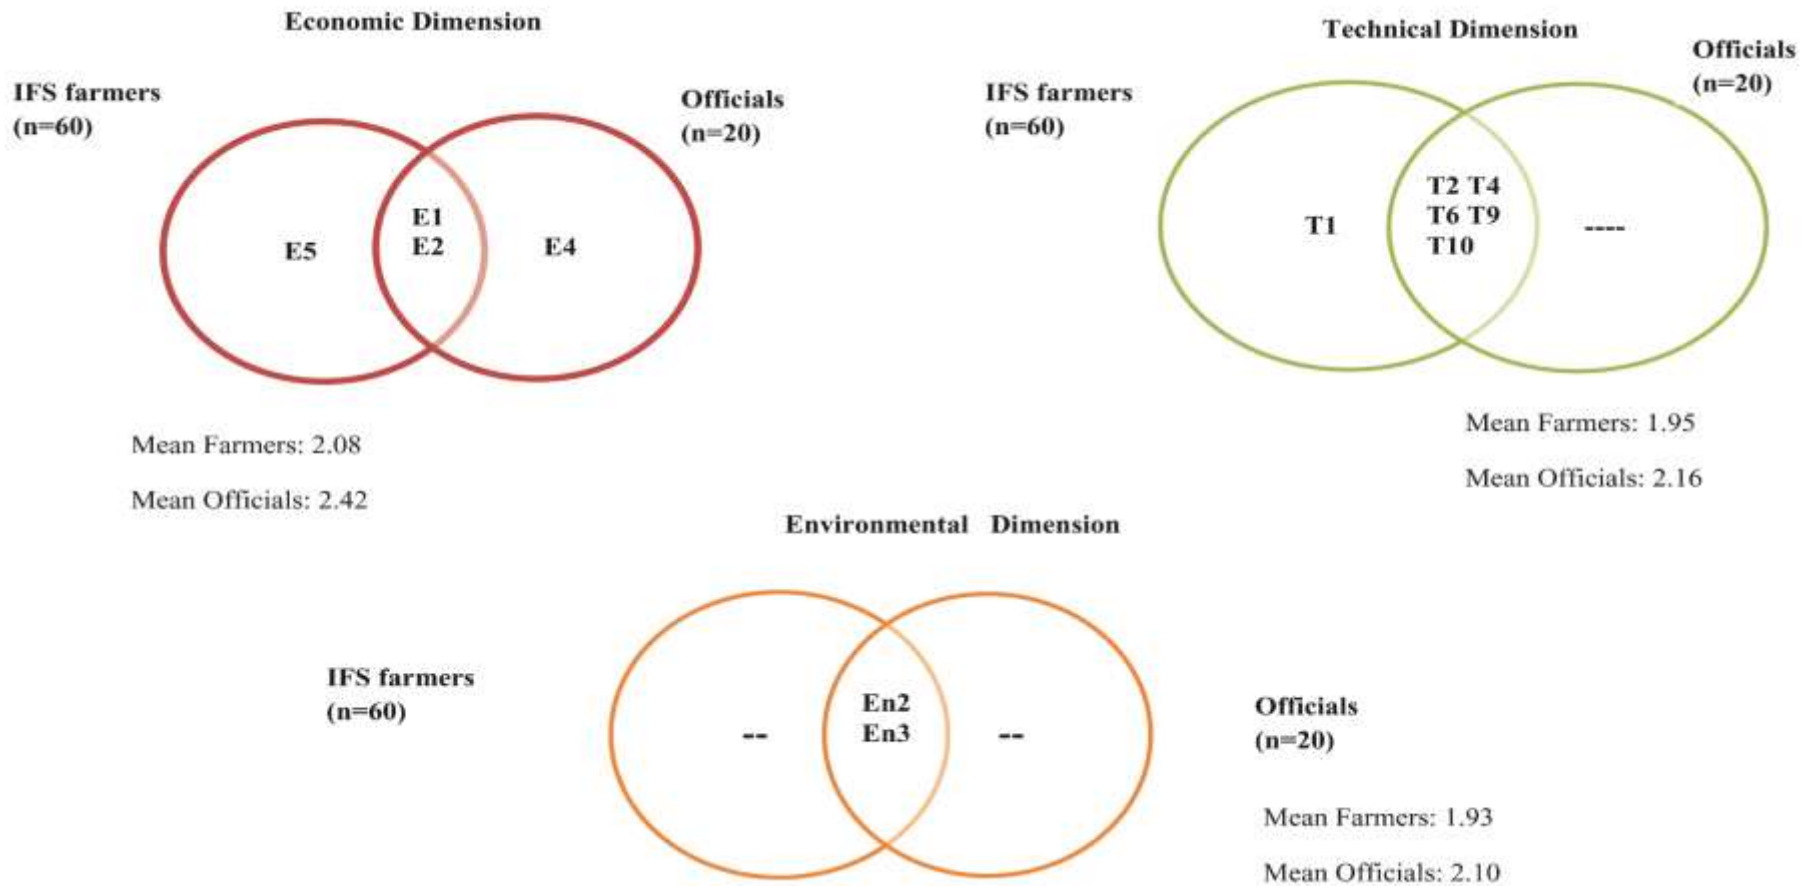 Economic Dimension
IFS farmers
(n=60)
Officials
(n=20)
E5
E1
E2
E4
Mean Farmers: 2.08
Mean Officials: 2.42
Technical Dimension
IFS farmers
(n=60)
Officials
(n=20)
T1
T2 T4
T6 T9
T10
----
Mean Farmers: 1.95
Mean Officials: 2.16
Environmental Dimension
IFS farmers
(n=60)
--
En2
En3
--
Officials
(n=20)
Mean Farmers: 1.93
Mean Officials: 2.10